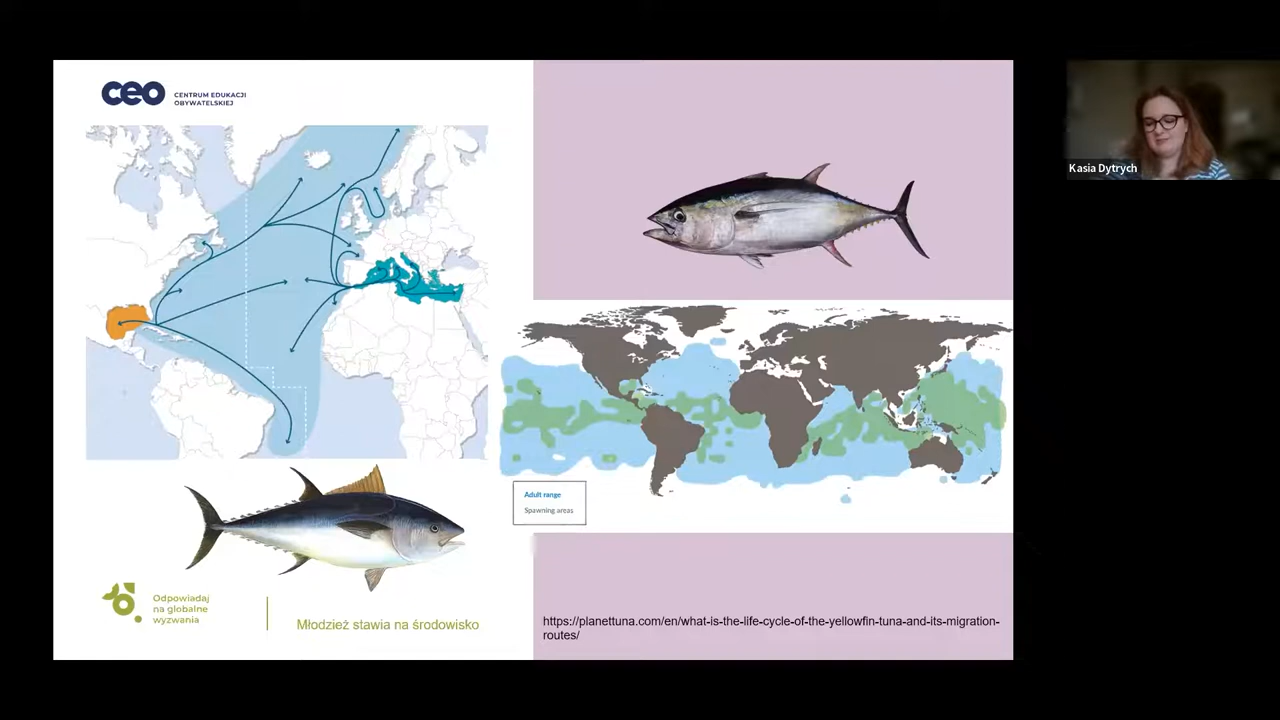 ceo
CENTRUM EDUKACJI
OBYWATELSKIEJ
Kasia Dytrych
Adult range
Spawning areas
Odpowiadaj
na globalne
wyzwania
Młodzież stawia na środowisko
https://planettuna.com/en/what-is-the-life-cycle-of-the-yellowfin-tuna-and-its-migration-
routes/